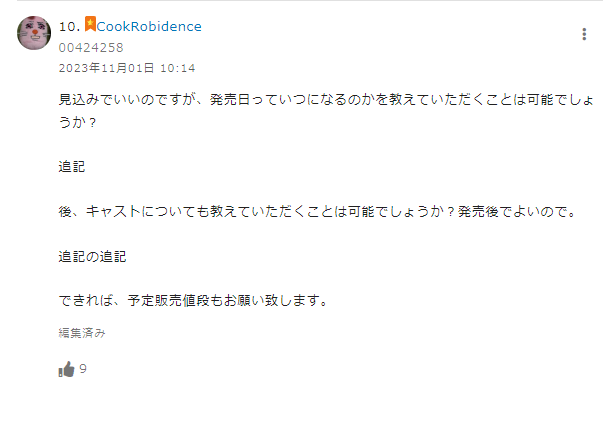 10. CookRobidence
00424258
2023年11月01日 10:14
見込みでいいのですが、発売日っていつになるのかを教えていただくことは可能でしょ
うか？
追記
後、キャストについても教えていただくことは可能でしょうか？発売後でよいので。
追記の追記
できれば、予定販売値段もお願い致します。
編集済み
9